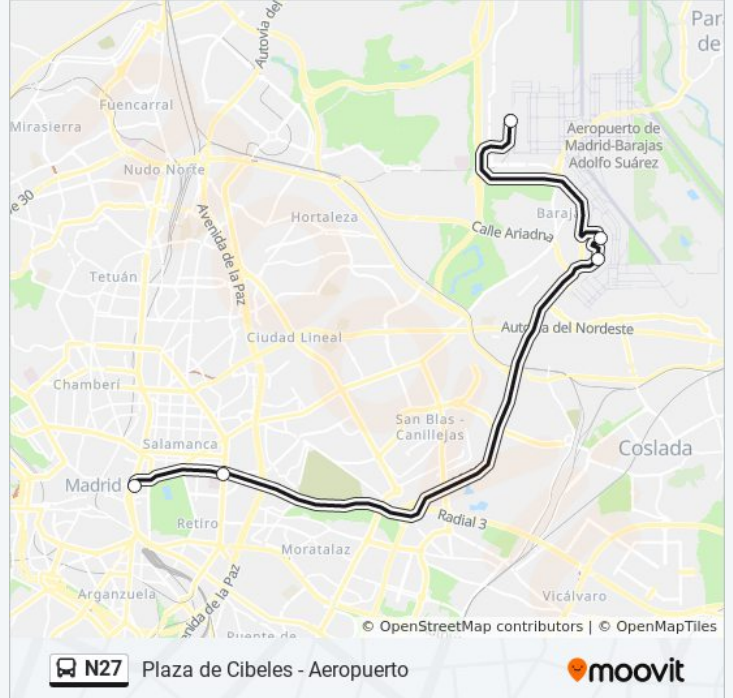 Par
de
Autovía del
Fuencarral
Mirasierra
Aeropuerto de
Madrid-Barajas
Adolfo Suárez
Nudo Norte
e 30
Avenida de la Paz
Hortaleza
Baraja
Calle Ariadna
Tetuán
Autovía del Nordeste
Ciudad Lineal
Chamberí
San Blas -
Canillejas
Salamanca
Coslada
Madrid
Retiro
Radial 3
Moratalaz
Arganzuela
enida de la Paz
Vicálvaro
Puente de
© OpenStreetMap contributors | © OpenMapTiles
N27 Plaza de Cibeles - Aeropuerto
moovit